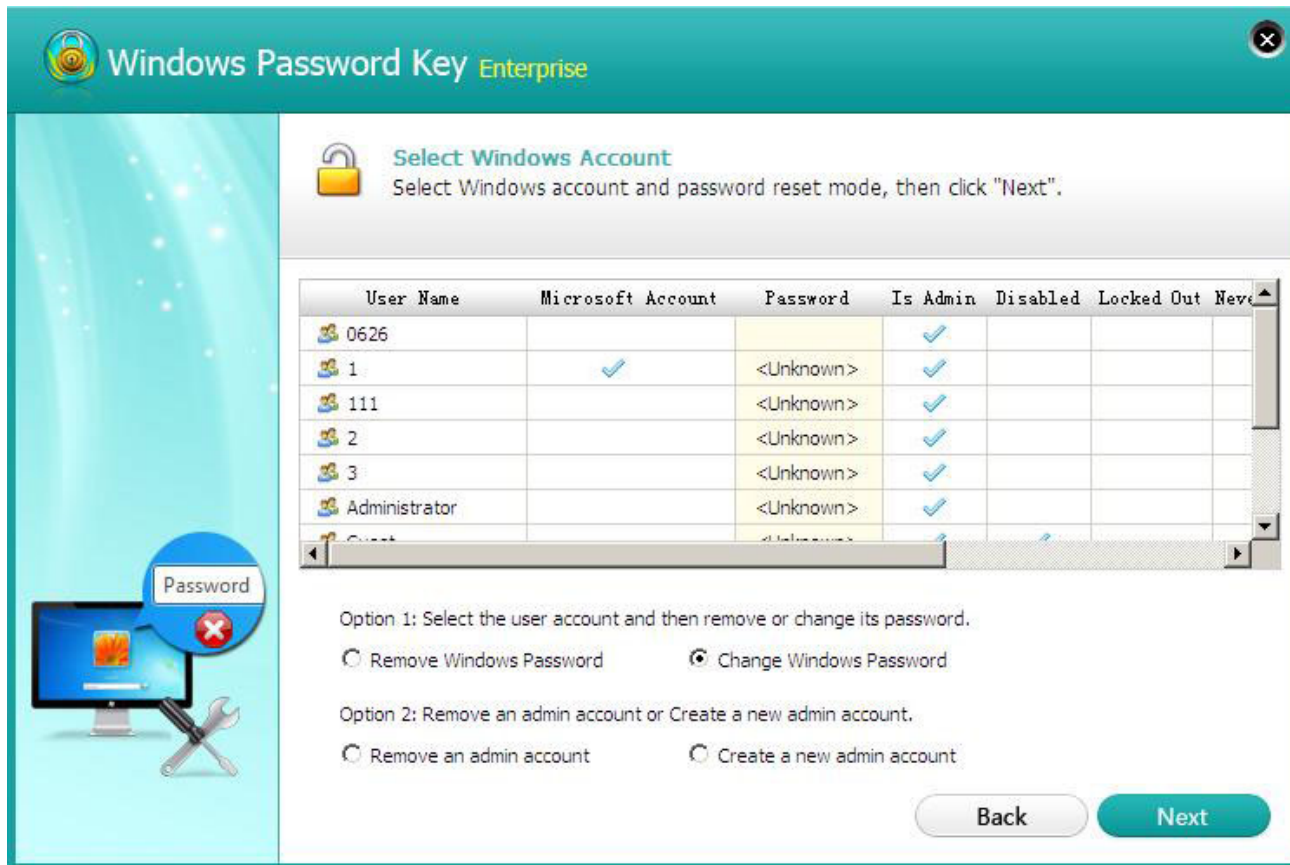 Windows Password Key Enterprise
Select Windows Account
Select Windows account and password reset mode, then click "Next".
User Name Microsoft Account Password Is Admin Disabled Locked Out Neve
0626
1 <Unknown>
111 <Unknown>
2 <Unknown>
3 <Unknown>
Administrator <Unknown>
Password
Option 1: Select the user account and then remove or change its password.
Remove Windows Password Change Windows Password
Option 2: Remove an admin account or Create a new admin account.
Remove an admin account Create a new admin account
Back Next